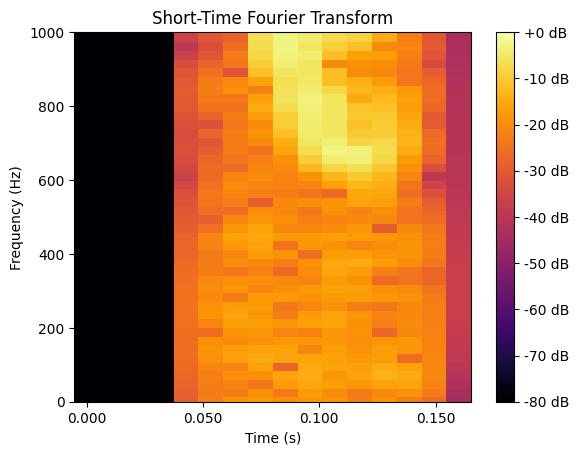 Short-Time Fourier Transform
Frequency (Hz)
1000
800
600
400
200
0
0.000
0.050
0.100
0.150
Time (s)
+0 dB
-10 dB
-20 dB
-30 dB
-40 dB
-50 dB
-60 dB
-70 dB
-80 dB